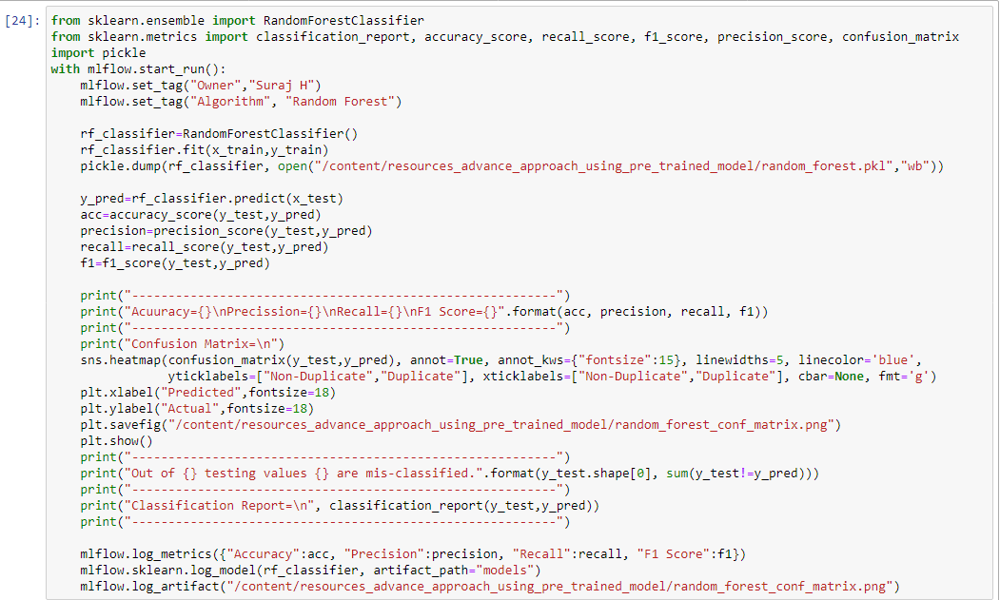 [24]: from sklearn.ensemble import RandomForestClassifier
from sklearn.metrics import classification_report, accuracy_score, recall_score, f1_score, precision_score, confusion_matrix
import pickle
with mlflow.start_run():
    mlflow.set_tag("Owner","Suraj H")
    mlflow.set_tag("Algorithm", "Random Forest")

    rf_classifier=RandomForestClassifier()
    rf_classifier.fit(x_train,y_train)
    pickle.dump(rf_classifier, open("/content/resources_advance_approach_using_pre_trained_model/random_forest.pkl","wb"))

    y_pred=rf_classifier.predict(x_test)
    acc=accuracy_score(y_test,y_pred)
    precision=precision_score(y_test,y_pred)
    recall=recall_score(y_test,y_pred)
    f1=f1_score(y_test,y_pred)

    print("----------------------------------------------------------")
    print("Acuuracy={}\nPrecission={}\nRecall={}\nF1 Score={}".format(acc, precision, recall, f1))
    print("----------------------------------------------------------")
    print("Confusion Matrix=\n")
    sns.heatmap(confusion_matrix(y_test,y_pred), annot=True, annot_kws={"fontsize":15}, linewidths=5, linecolor='blue',
                yticklabels=["Non-Duplicate","Duplicate"], xticklabels=["Non-Duplicate","Duplicate"], cbar=None, fmt='g')
    plt.xlabel("Predicted",fontsize=18)
    plt.ylabel("Actual",fontsize=18)
    plt.savefig("/content/resources_advance_approach_using_pre_trained_model/random_forest_conf_matrix.png")
    plt.show()
    print("----------------------------------------------------------")
    print("Out of {} testing values {} are mis-classified.".format(y_test.shape[0], sum(y_test!=y_pred)))
    print("----------------------------------------------------------")
    print("Classification Report=\n", classification_report(y_test,y_pred))
    print("----------------------------------------------------------")

    mlflow.log_metrics({"Accuracy":acc, "Precision":precision, "Recall":recall, "F1 Score":f1})
    mlflow.sklearn.log_model(rf_classifier, artifact_path="models")
    mlflow.log_artifact("/content/resources_advance_approach_using_pre_trained_model/random_forest_conf_matrix.png")